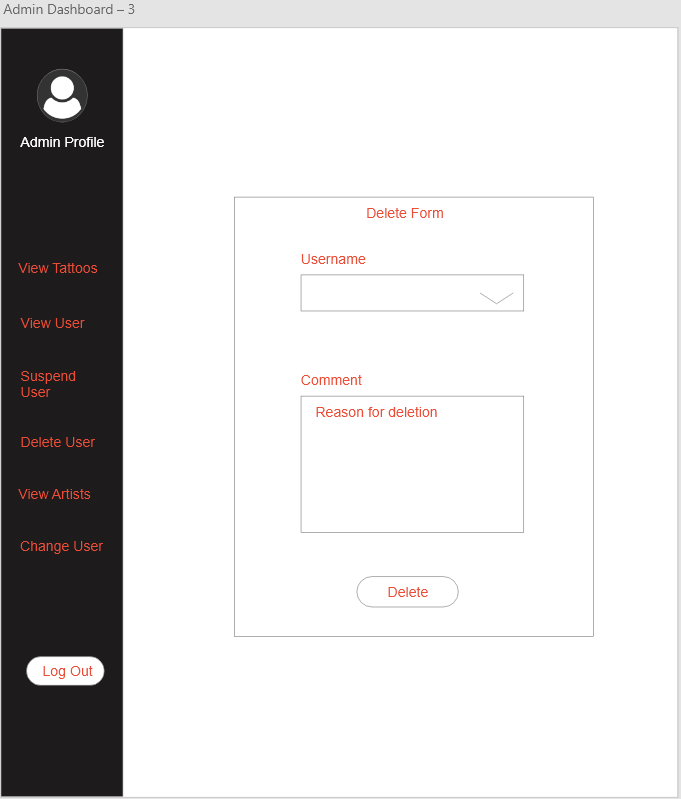 Admin Dashboard – 3
Admin Profile
View Tattoos
View User
Suspend
User
Delete User
View Artists
Change User
Log Out
Delete Form
Username
Comment
Reason for deletion
Delete